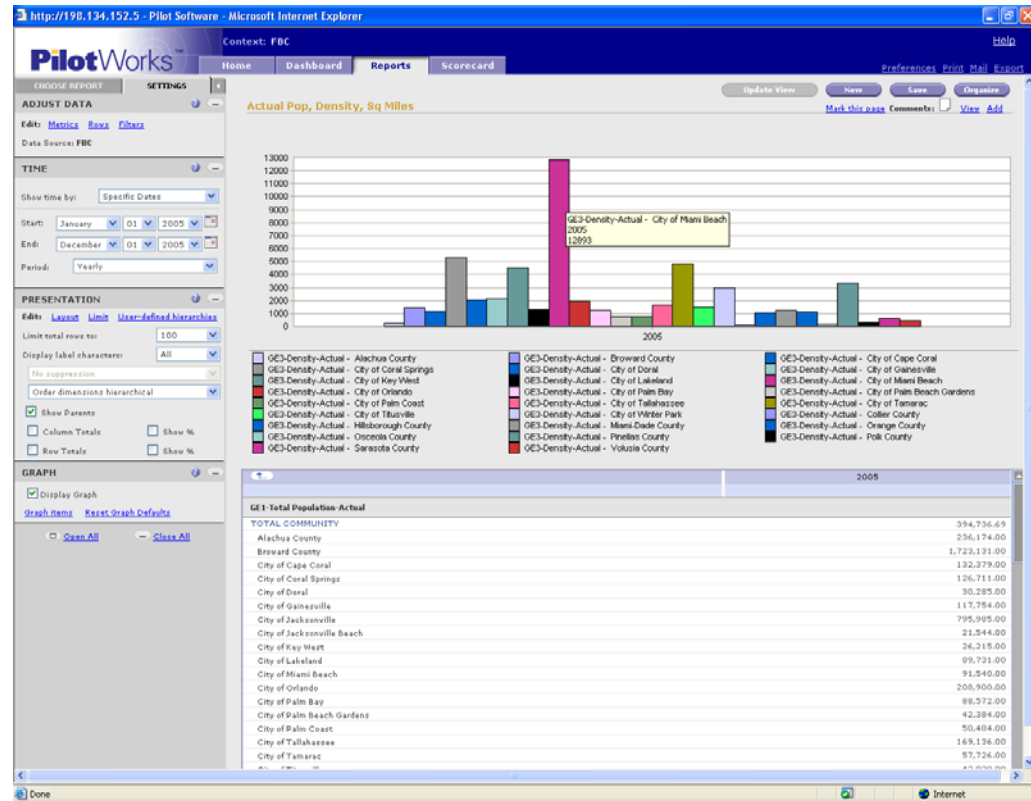 http://198.134.152.5 - Pilot Software - Microsoft Internet Explorer
PilotWorks™
Context: FBC
Help
Home Dashboard Reports Scorecard
Preferences Print Mail Export
CHOOSE REPORT SETTINGS
Update View New Save Organize
ADJUST DATA
Actual Pop, Density, Sq Miles
Mark this page Comments: View Add
Edit: Metrics Rows Filters
Data Source: FBC
TIME
Show time by: Specific Dates
Start: January 01 2005
End: December 01 2005
Period: Yearly
PRESENTATION
Edit: Layout Limit User-defined hierarchies
Limit total rows to: 100
Display label characters: All
No suppression
Order dimensions hierarchical
Show Parents
Column Totals Show %
Row Totals Show %
GRAPH
Display Graph
Graph items Reset Graph Defaults
Open All Close All
13000
12000
11000
10000
9000
8000
7000
6000
5000
4000
3000
2000
1000
0
GE3-Density-Actual - City of Miami Beach
2005
12893
2005
GE3-Density-Actual - Alachua County
GE3-Density-Actual - Broward County
GE3-Density-Actual - City of Cape Coral
GE3-Density-Actual - City of Coral Springs
GE3-Density-Actual - City of Doral
GE3-Density-Actual - City of Gainesville
GE3-Density-Actual - City of Key West
GE3-Density-Actual - City of Lakeland
GE3-Density-Actual - City of Miami Beach
GE3-Density-Actual - City of Orlando
GE3-Density-Actual - City of Palm Bay
GE3-Density-Actual - City of Palm Beach Gardens
GE3-Density-Actual - City of Palm Coast
GE3-Density-Actual - City of Tallahassee
GE3-Density-Actual - City of Tamarac
GE3-Density-Actual - City of Titusville
GE3-Density-Actual - City of Winter Park
GE3-Density-Actual - Collier County
GE3-Density-Actual - Hillsborough County
GE3-Density-Actual - Miami-Dade County
GE3-Density-Actual - Orange County
GE3-Density-Actual - Osceola County
GE3-Density-Actual - Pinellas County
GE3-Density-Actual - Polk County
GE3-Density-Actual - Sarasota County
GE3-Density-Actual - Volusia County
2005
GE1-Total Population-Actual
TOTAL COMMUNITY 394,736.69
Alachua County 236,174.00
Broward County 1,723,131.00
City of Cape Coral 132,379.00
City of Coral Springs 126,711.00
City of Doral 30,285.00
City of Gainesville 117,754.00
City of Jacksonville 795,985.00
City of Jacksonville Beach 21,544.00
City of Key West 26,215.00
City of Lakeland 89,731.00
City of Miami Beach 91,540.00
City of Orlando 208,900.00
City of Palm Bay 88,572.00
City of Palm Beach Gardens 42,384.00
City of Palm Coast 50,484.00
City of Tallahassee 169,136.00
City of Tamarac 57,726.00
Done
Internet